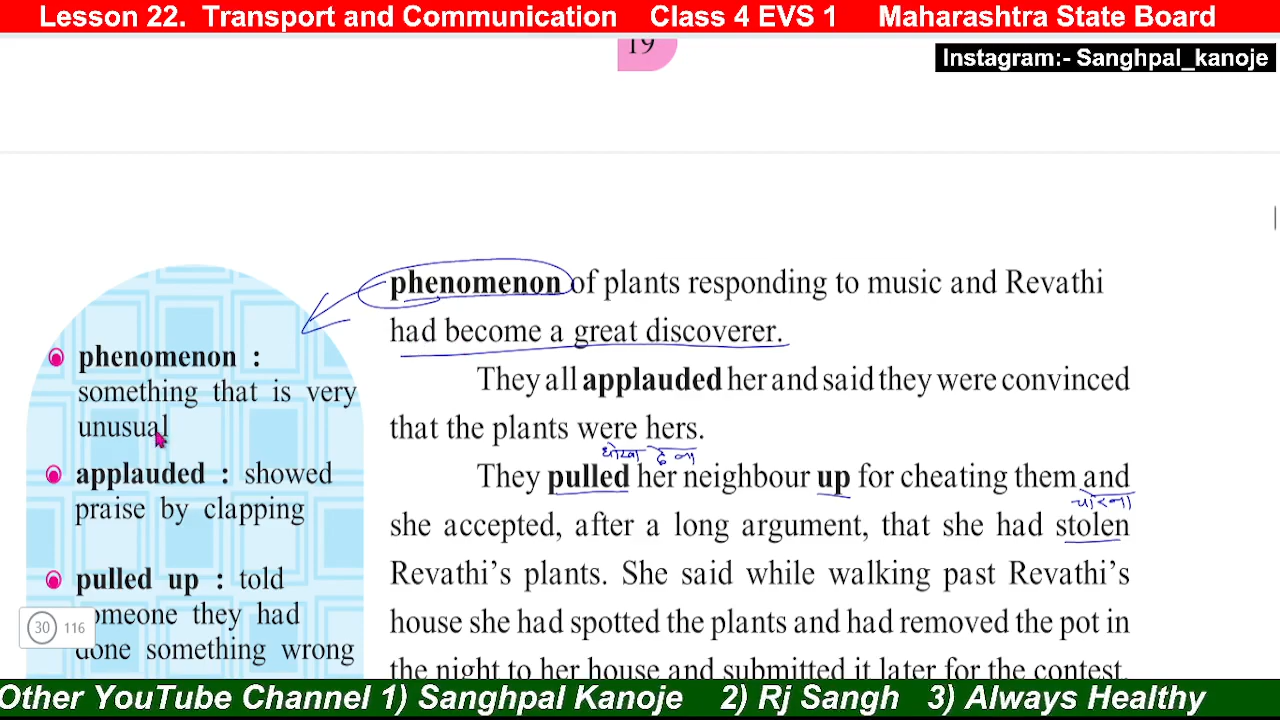 Lesson 22. Transport and Communication Class 4 EVS 1 Maharashtra State Board
19
Instagram:- Sanghpal_kanoje
phenomenon of plants responding to music and Revathi
had become a great discoverer.
They all applauded her and said they were convinced
that the plants were hers.
धोखा देना
They pulled her neighbour up for cheating them and
चोरना
she accepted, after a long argument, that she had stolen
Revathi's plants. She said while walking past Revathi's
house she had spotted the plants and had removed the pot in
the night to her house and submitted it later for the contest.
phenomenon :
something that is very
unusual
applauded : showed
praise by clapping
pulled up : told
someone they had
done something wrong
30 116
Other YouTube Channel 1) Sanghpal Kanoje 2) Rj Sangh 3) Always Healthy